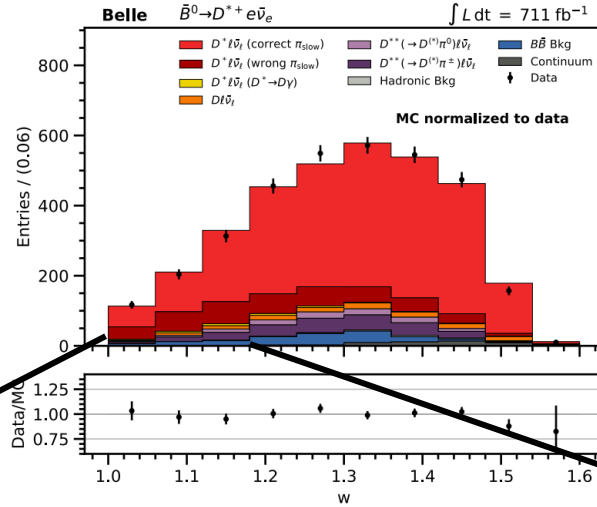 Belle B̄⁰→D*⁺eν̄ₑ ∫L dt = 711 fb⁻¹
D*ℓν̄ℓ (correct πslow)
D*ℓν̄ℓ (wrong πslow)
D*ℓν̄ℓ (D*→Dγ)
Dℓν̄ℓ
D**(→D⁽*⁾π⁰)ℓν̄ℓ
D**(→D⁽*⁾π±)ℓν̄ℓ
Hadronic Bkg
BB̄ Bkg
Continuum
Data
MC normalized to data
Entries / (0.06)
800
600
400
200
0
Data/MC
1.25
1.00
0.75
1.0 1.1 1.2 1.3 1.4 1.5 1.6
w